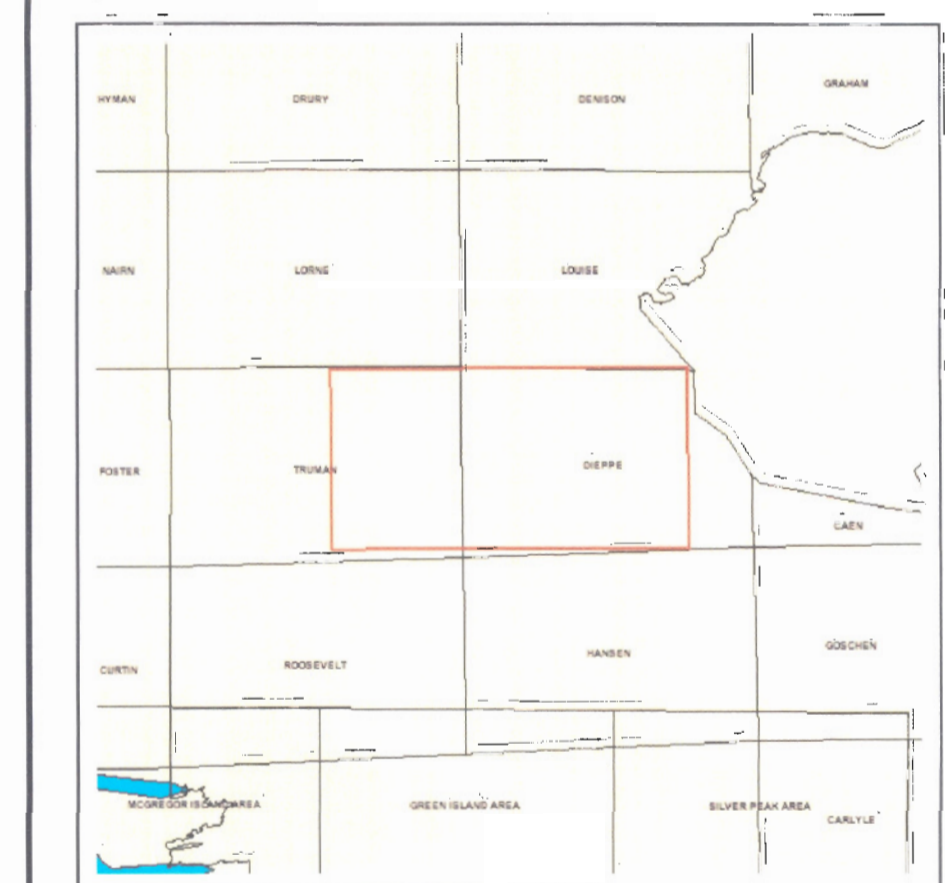 GRAHAM
HYMAN DRURY DENISON
NAIRN LORNE LOUISE
FOSTER TRUMAN DIEPPE
CAEN
CURTIN ROOSEVELT HANSEN GOSCHEN
MCGREGOR ISLAND AREA GREEN ISLAND AREA SILVER PEAK AREA
CARLYLE